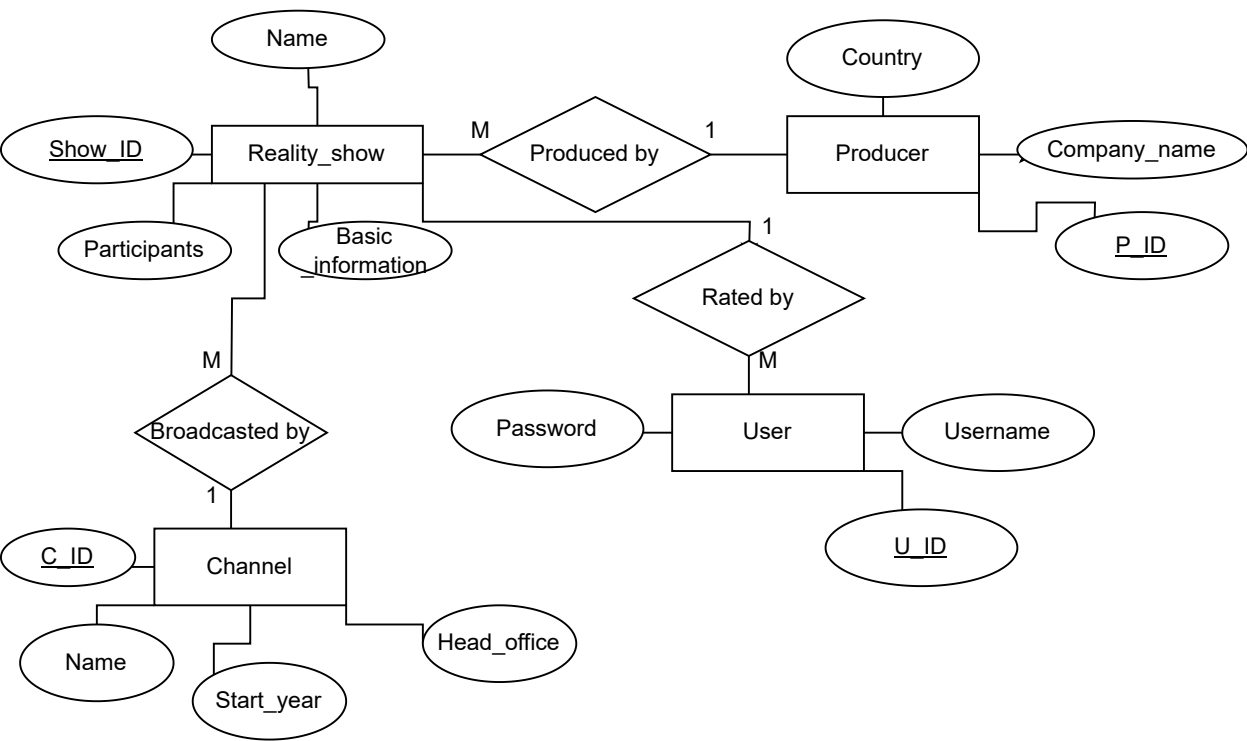 Name
Country
M
1
Show_ID
Reality_show
Produced by
Producer
Company_name
Participants
Basic
_information
1
P_ID
Rated by
M
M
Broadcasted by
Password
User
Username
1
U_ID
C_ID
Channel
Name
Head_office
Start_year